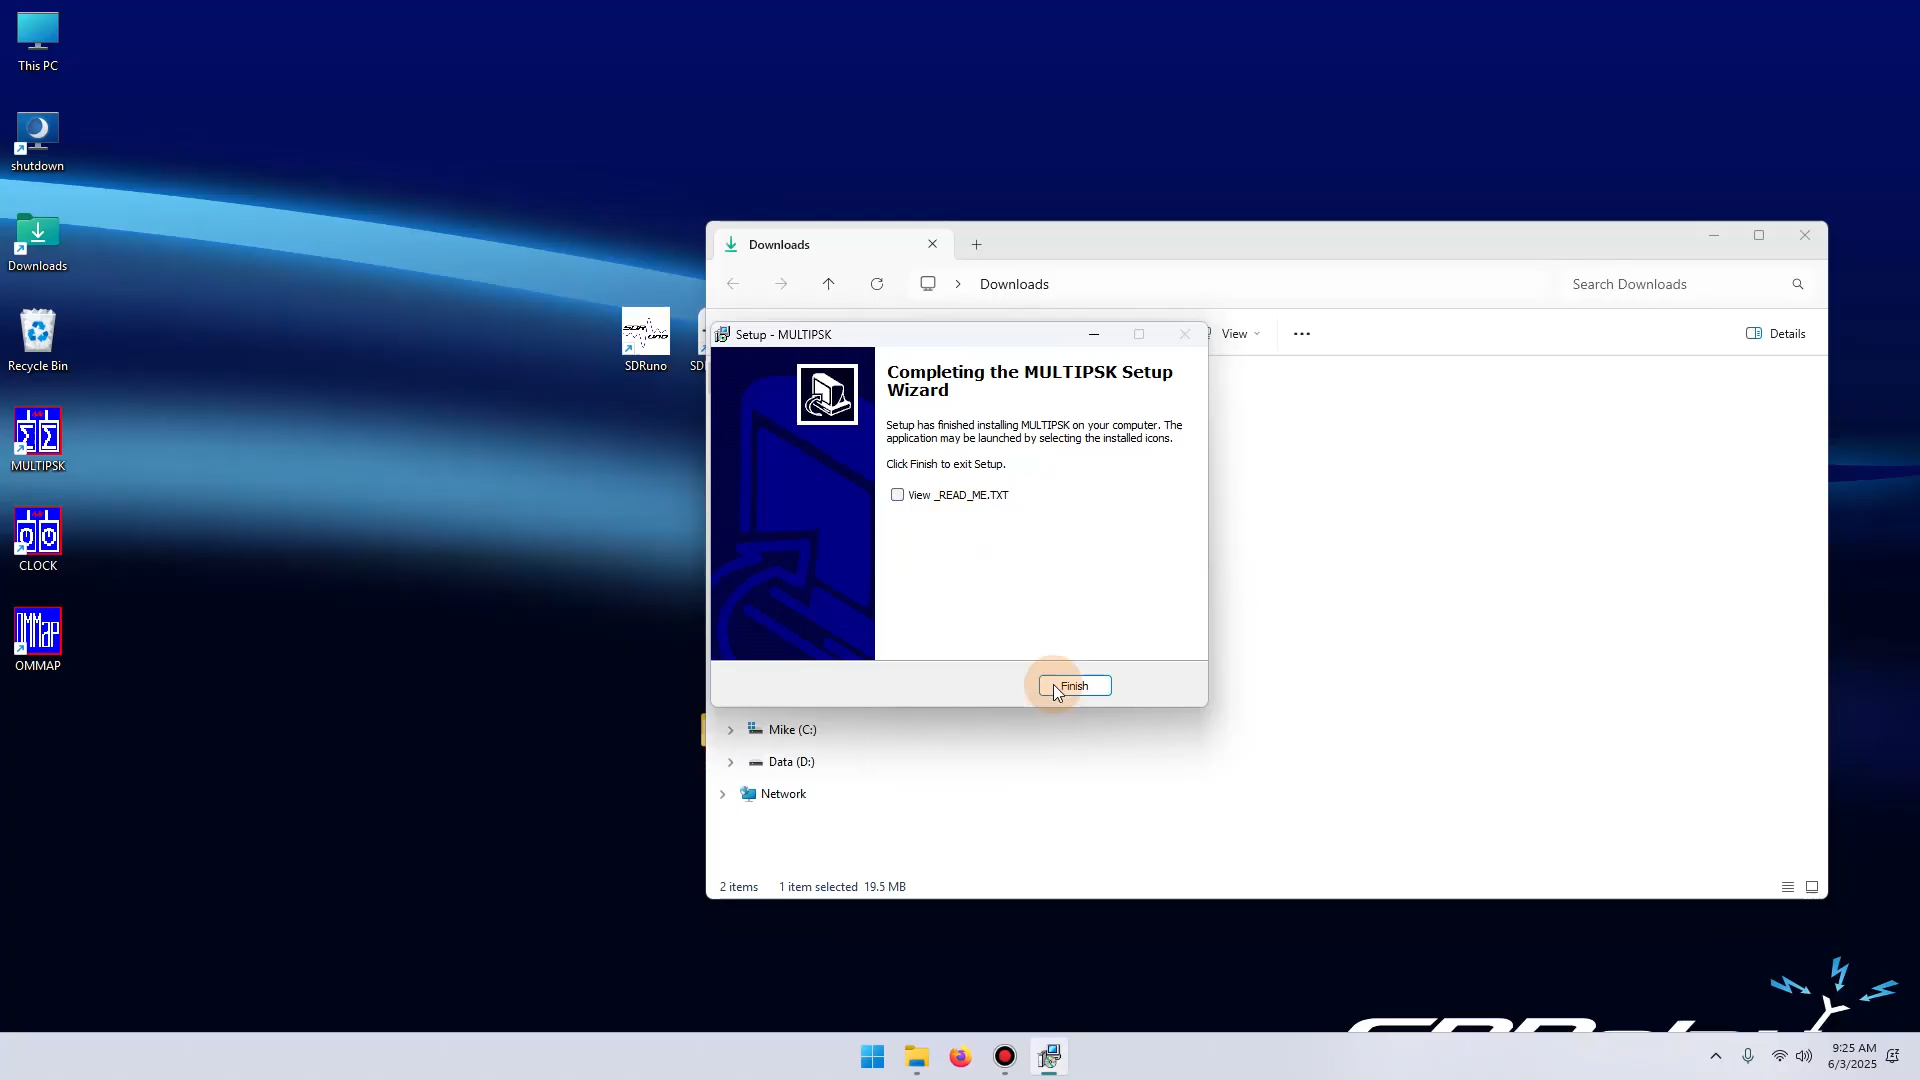 This PC
shutdown
Downloads
Recycle Bin
MULTIPSK
CLOCK
OMMAP
SDRuno
Downloads
Downloads
Search Downloads
View
Details
Setup - MULTIPSK
Completing the MULTIPSK Setup
Wizard
Setup has finished installing MULTIPSK on your computer. The
application may be launched by selecting the installed icons.
Click Finish to exit Setup.
View _READ_ME.TXT
Finish
Mike (C:)
Data (D:)
Network
2 items 1 item selected 19.5 MB
9:25 AM
6/3/2025